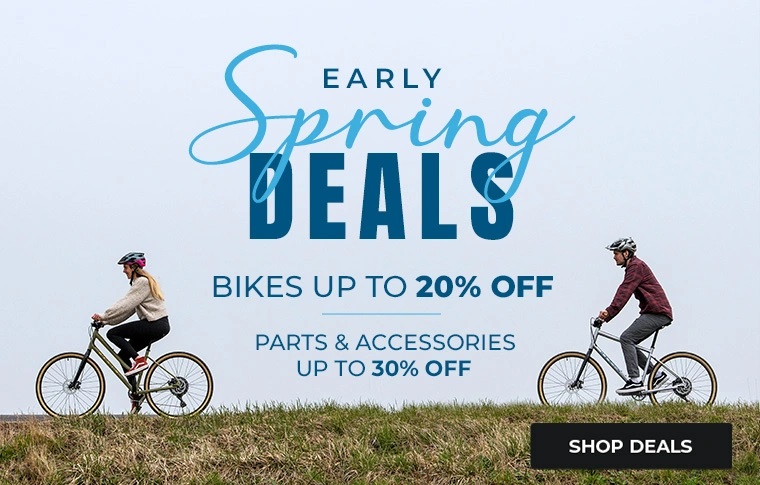 EARLY
Spring
DEALS
BIKES UP TO 20% OFF
PARTS & ACCESSORIES
UP TO 30% OFF
SHOP DEALS